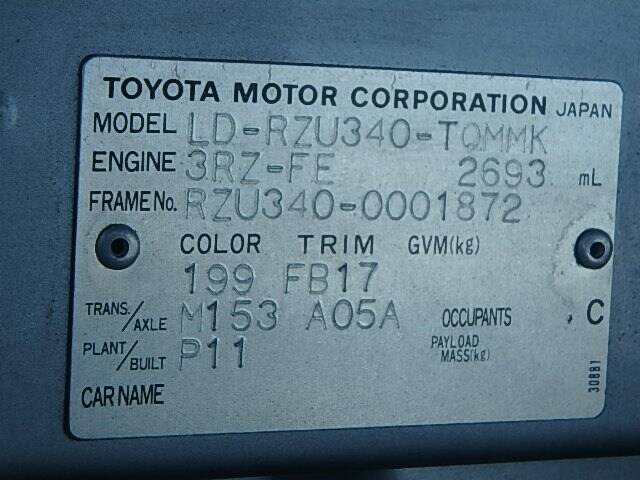 TOYOTA MOTOR CORPORATION JAPAN
MODEL LD-RZU340-TQMMK
ENGINE 3RZ-FE 2693 mL
FRAME No. RZU340-0001872
COLOR TRIM GVM(kg)
199 FB17
TRANS./AXLE M153 A05A OCCUPANTS C
PLANT/BUILT P11 PAYLOAD MASS(kg)
CAR NAME
30881